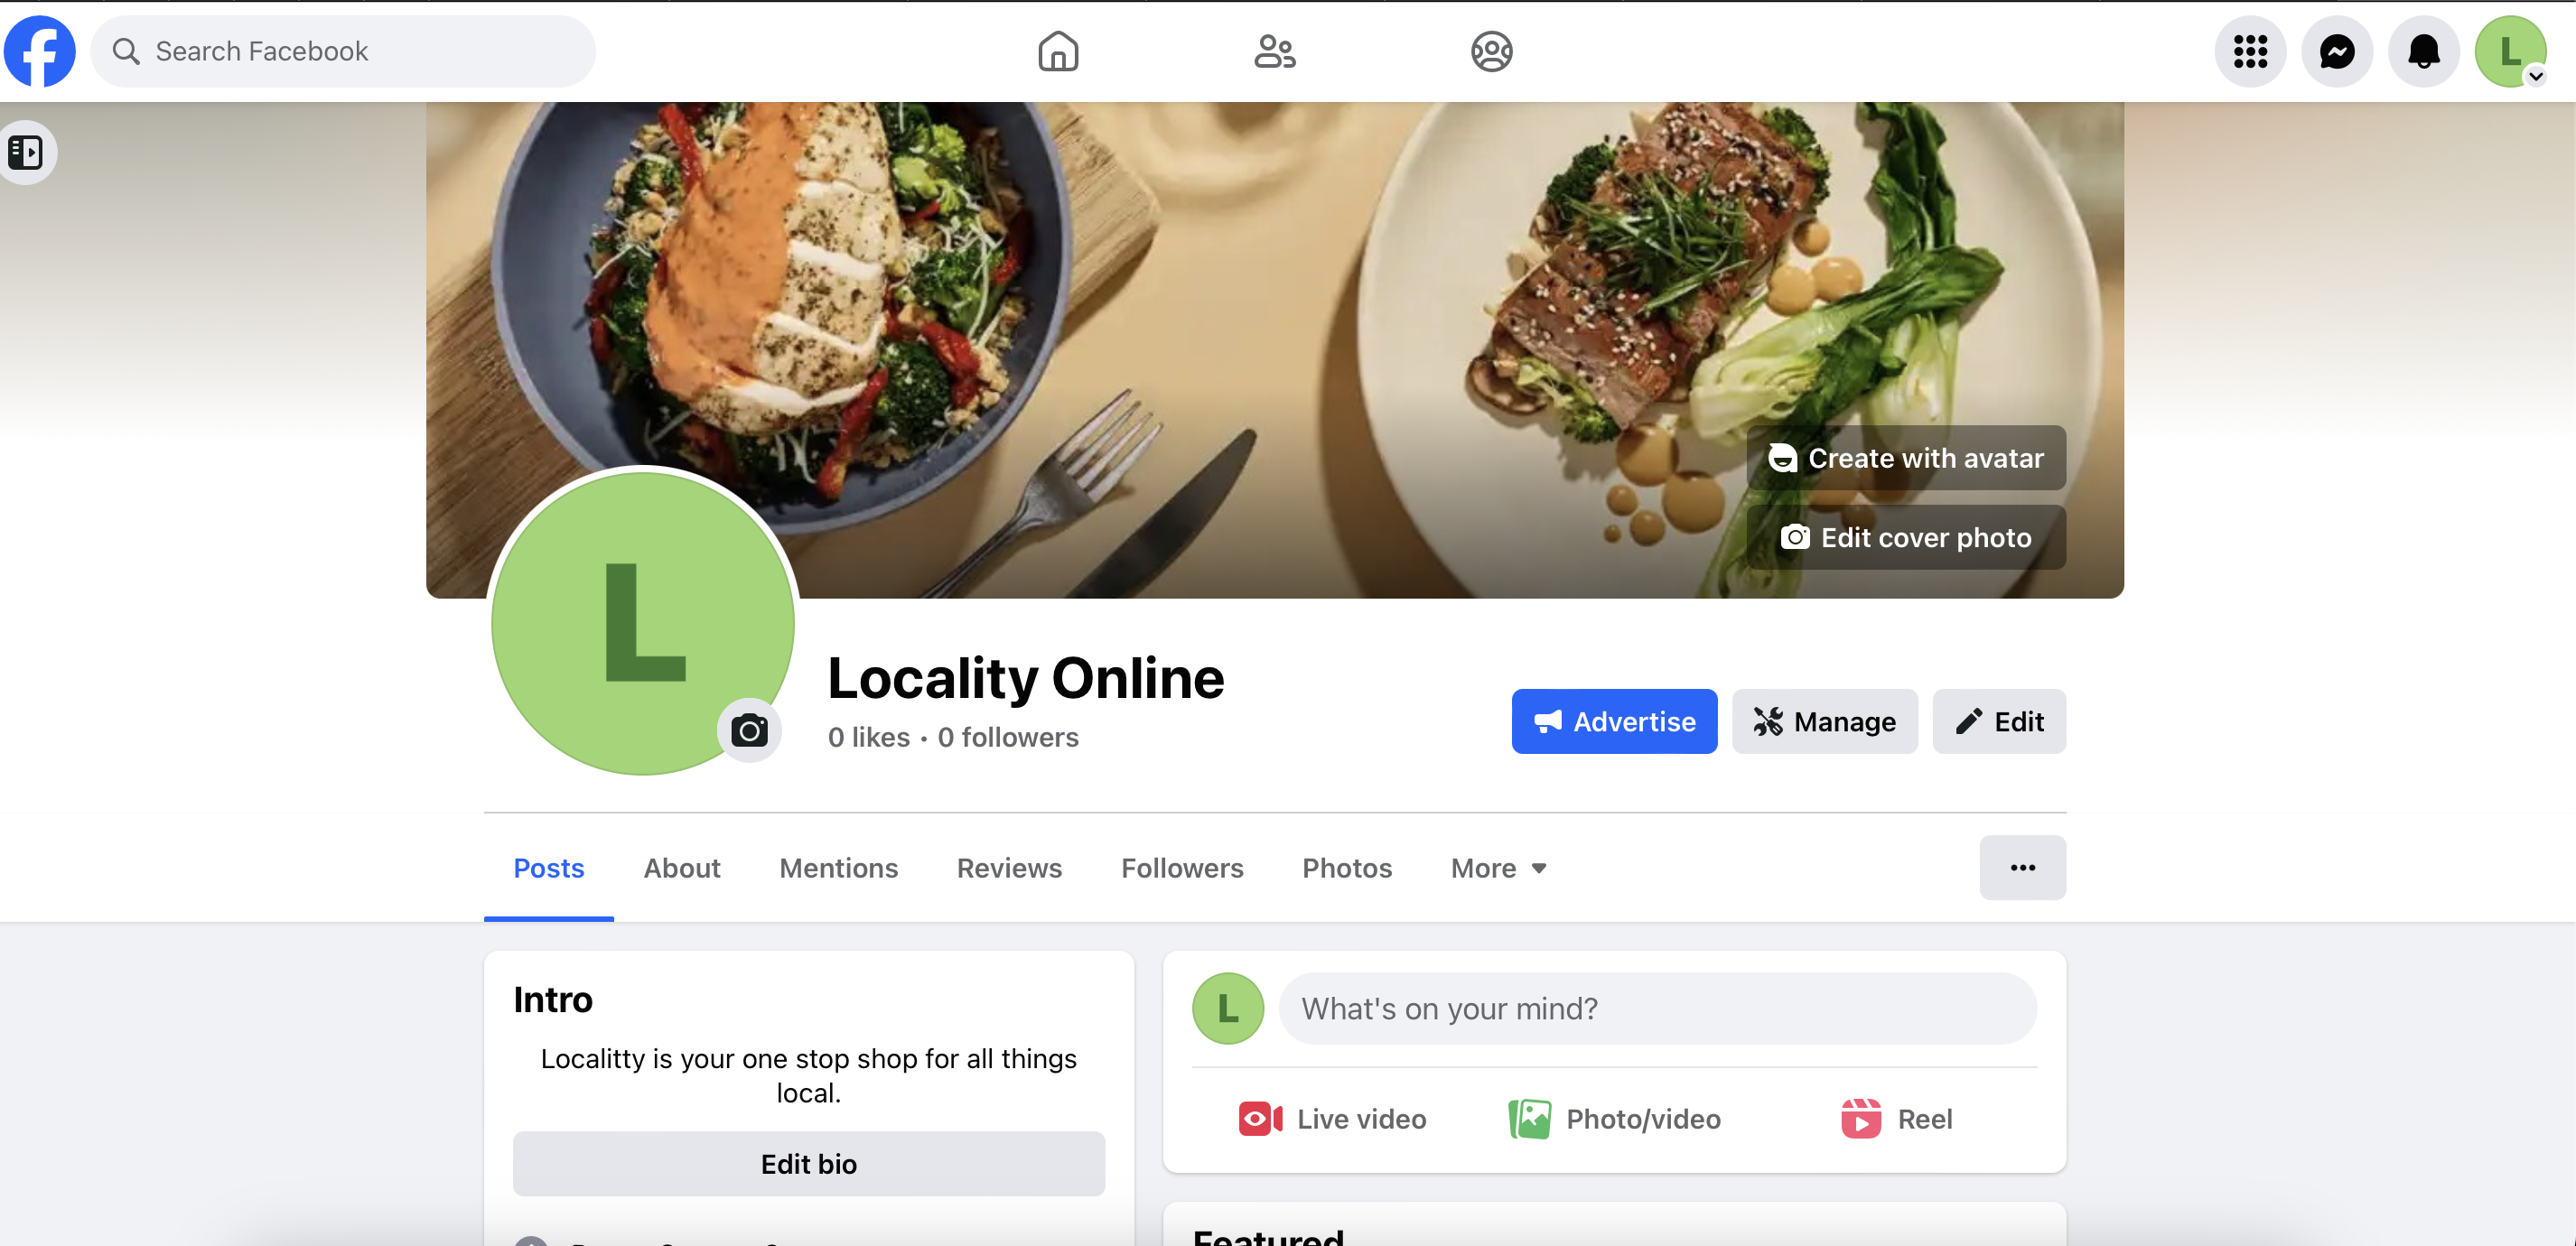 Search Facebook
L
Create with avatar
Edit cover photo
L
Locality Online
0 likes • 0 followers
Advertise
Manage
Edit
Posts
About
Mentions
Reviews
Followers
Photos
More
Intro
Localitty is your one stop shop for all things
local.
Edit bio
L
What's on your mind?
Live video
Photo/video
Reel
Featured